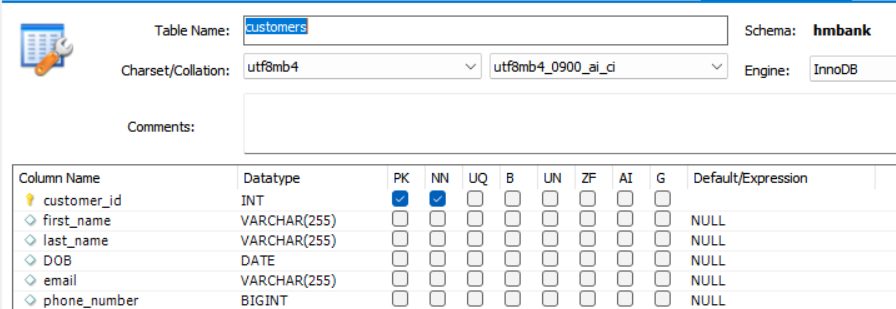 Table Name: customers Schema: hmbank
Charset/Collation: utf8mb4 utf8mb4_0900_ai_ci Engine: InnoDB
Comments:
Column Name Datatype PK NN UQ B UN ZF AI G Default/Expression
customer_id INT
first_name VARCHAR(255) NULL
last_name VARCHAR(255) NULL
DOB DATE NULL
email VARCHAR(255) NULL
phone_number BIGINT NULL